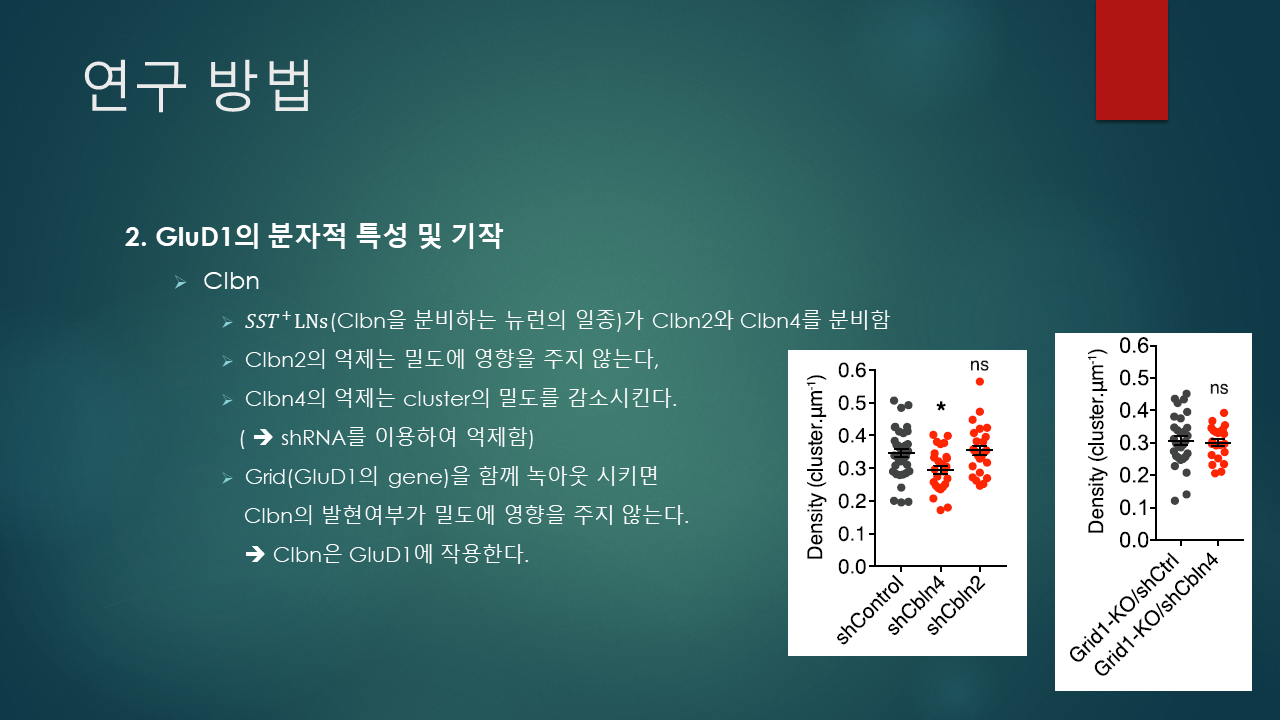 연구 방법
2. GluD1의 분자적 특성 및 기작
Clbn
SST⁺LNs(Clbn을 분비하는 뉴런의 일종)가 Clbn2와 Clbn4를 분비함
Clbn2의 억제는 밀도에 영향을 주지 않는다,
Clbn4의 억제는 cluster의 밀도를 감소시킨다.
( ➔ shRNA를 이용하여 억제함)
Grid(GluD1의 gene)을 함께 녹아웃 시키면
Clbn의 발현여부가 밀도에 영향을 주지 않는다.
➔ Clbn은 GluD1에 작용한다.
Density (cluster.µm⁻¹)
0.6
0.5
0.4
0.3
0.2
0.1
0.0
*
ns
shControl
shCbln4
shCbln2
Density (cluster.µm⁻¹)
0.6
0.5
0.4
0.3
0.2
0.1
0.0
ns
Grid1-KO/shCtrl
Grid1-KO/shCbln4